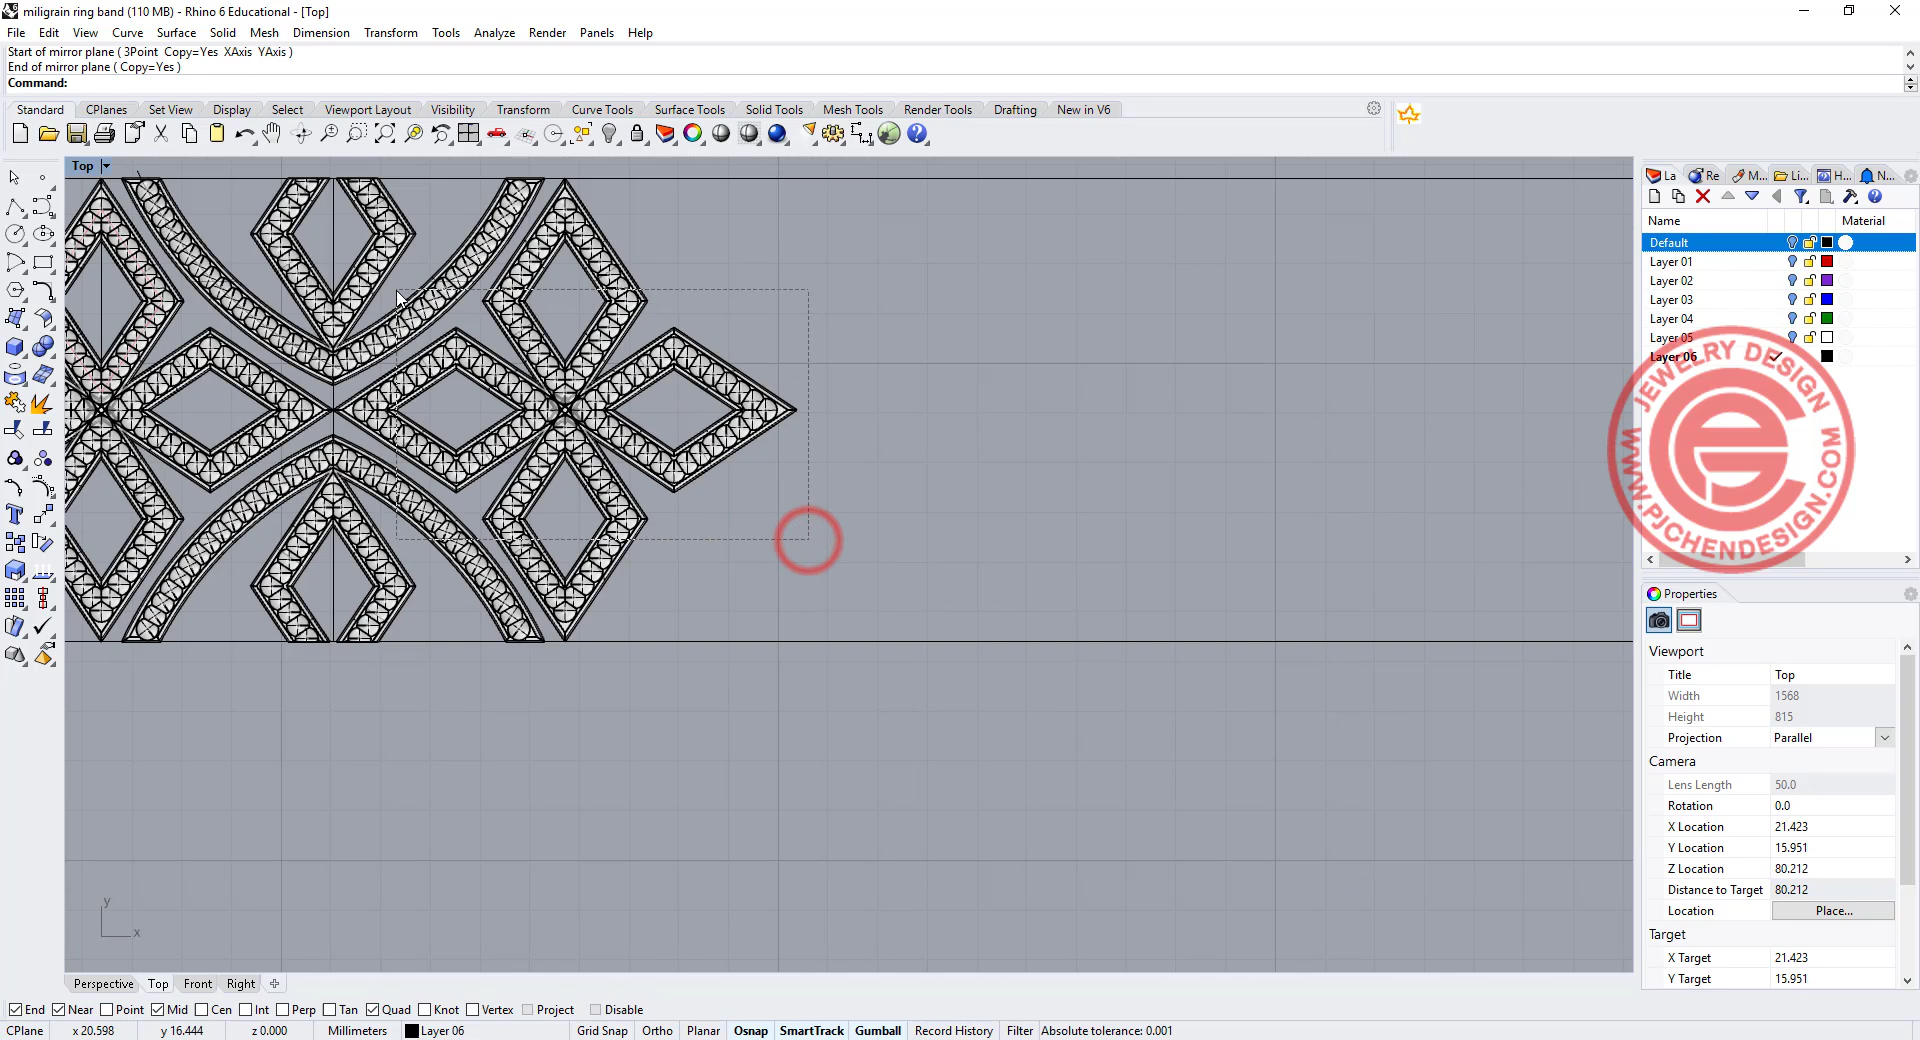 miligrain ring band (110 MB) - Rhino 6 Educational - [Top]
File Edit View Curve Surface Solid Mesh Dimension Transform Tools Analyze Render Panels Help
Start of mirror plane ( 3Point Copy=Yes XAxis YAxis )
End of mirror plane ( Copy=Yes )
Command:
Standard CPlanes Set View Display Select Viewport Layout Visibility Transform Curve Tools Surface Tools Solid Tools Mesh Tools Render Tools Drafting New in V6
Top
La Re M... Li... H... N...
Name Material
Default
Layer 01
Layer 02
Layer 03
Layer 04
Layer 05
Layer 06
JEWELRY DESIGN
WWW.PJCHENDESIGN.COM
Properties
Viewport
Title Top
Width 1568
Height 815
Projection Parallel
Camera
Lens Length 50.0
Rotation 0.0
X Location 21.423
Y Location 15.951
Z Location 80.212
Distance to Target 80.212
Location Place...
Target
X Target 21.423
Y Target 15.951
y
x
Perspective Top Front Right
End Near Point Mid Cen Int Perp Tan Quad Knot Vertex Project Disable
CPlane x 20.598 y 16.444 z 0.000 Millimeters Layer 06 Grid Snap Ortho Planar Osnap SmartTrack Gumball Record History Filter Absolute tolerance: 0.001